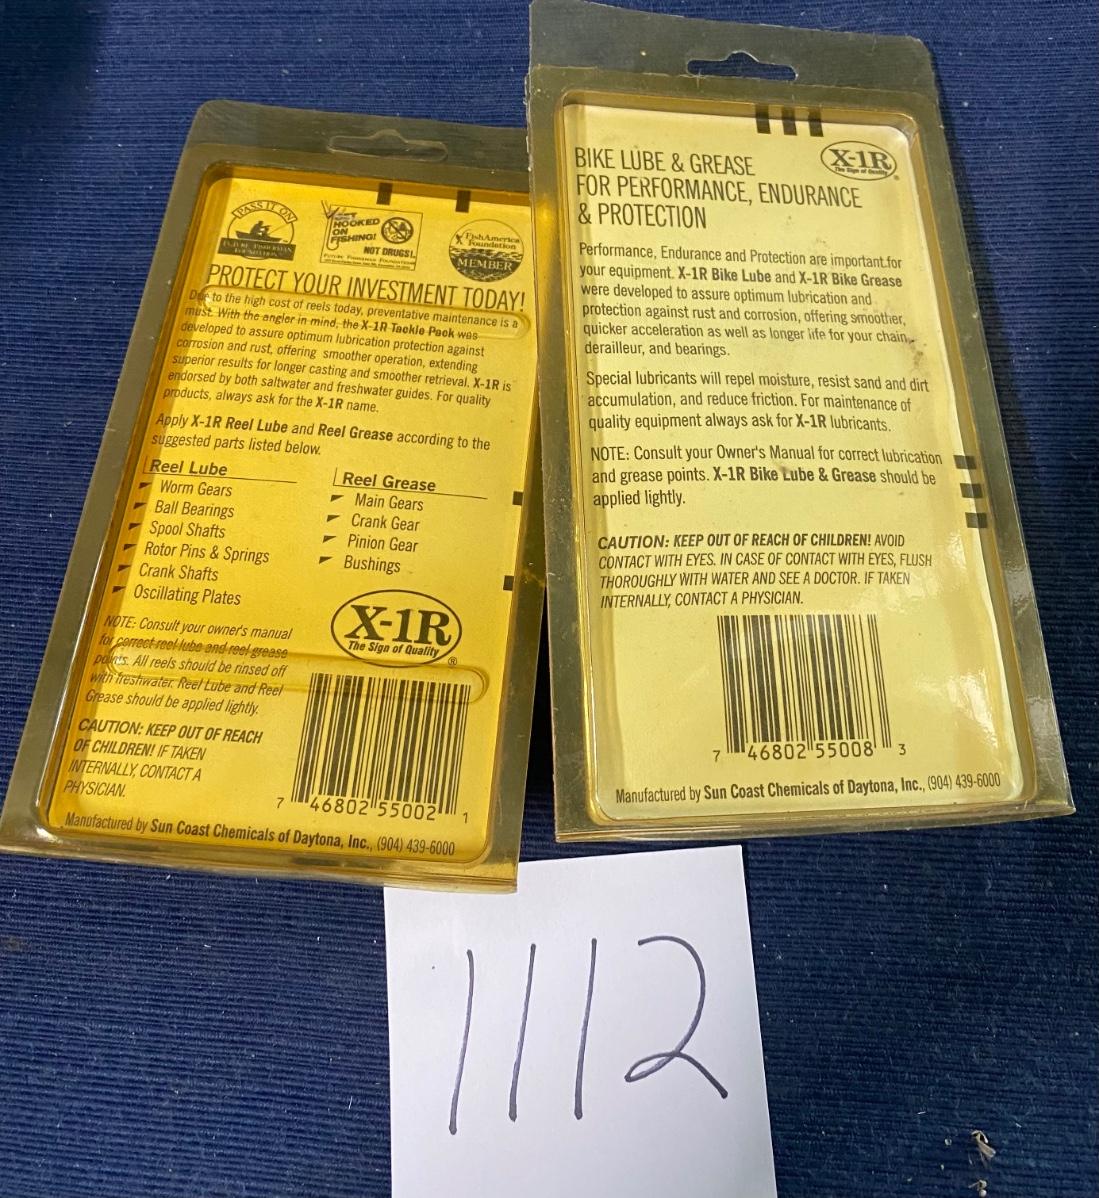 PASS IT ON
FUTURE FISHERMAN
FOUNDATION
GET
HOOKED
ON
FISHING!
NOT DRUGS!
FUTURE FISHERMAN FOUNDATION
FishAmerica
Foundation
MEMBER
PROTECT YOUR INVESTMENT TODAY!
Due to the high cost of reels today, preventative maintenance is a
must. With the angler in mind, the X-1R Tackle Pack was
developed to assure optimum lubrication protection against
corrosion and rust, offering smoother operation, extending
superior results for longer casting and smoother retrieval. X-1R is
endorsed by both saltwater and freshwater guides. For quality
products, always ask for the X-1R name.
Apply X-1R Reel Lube and Reel Grease according to the
suggested parts listed below.
Reel Lube
Worm Gears
Ball Bearings
Spool Shafts
Rotor Pins & Springs
Crank Shafts
Oscillating Plates
Reel Grease
Main Gears
Crank Gear
Pinion Gear
Bushings
NOTE: Consult your owner's manual
for correct reel lube and reel grease
points. All reels should be rinsed off
with freshwater. Reel Lube and Reel
Grease should be applied lightly.
X-1R
The Sign of Quality
®
CAUTION: KEEP OUT OF REACH
OF CHILDREN! IF TAKEN
INTERNALLY, CONTACT A
PHYSICIAN.
7 46802 55002 1
Manufactured by Sun Coast Chemicals of Daytona, Inc., (904) 439-6000
X-1R
The Sign of Quality
®
BIKE LUBE & GREASE
FOR PERFORMANCE, ENDURANCE
& PROTECTION
Performance, Endurance and Protection are important for
your equipment. X-1R Bike Lube and X-1R Bike Grease
were developed to assure optimum lubrication and
protection against rust and corrosion, offering smoother,
quicker acceleration as well as longer life for your chain,
derailleur, and bearings.
Special lubricants will repel moisture, resist sand and dirt
accumulation, and reduce friction. For maintenance of
quality equipment always ask for X-1R lubricants.
NOTE: Consult your Owner's Manual for correct lubrication
and grease points. X-1R Bike Lube & Grease should be
applied lightly.
CAUTION: KEEP OUT OF REACH OF CHILDREN! AVOID
CONTACT WITH EYES. IN CASE OF CONTACT WITH EYES, FLUSH
THOROUGHLY WITH WATER AND SEE A DOCTOR. IF TAKEN
INTERNALLY, CONTACT A PHYSICIAN.
7 46802 55008 3
Manufactured by Sun Coast Chemicals of Daytona, Inc., (904) 439-6000
1112